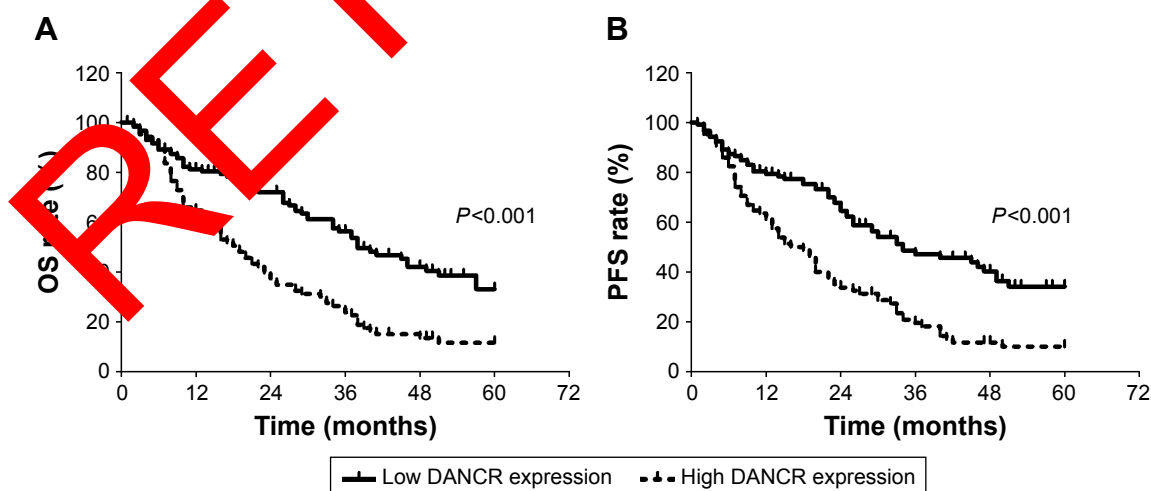 A
B
RET
120
100
80
60
20
0
OS
0 12 24 36 48 60 72
Time (months)
P<0.001
120
100
80
60
40
20
0
PFS rate (%)
0 12 24 36 48 60 72
Time (months)
P<0.001
Low DANCR expression
High DANCR expression